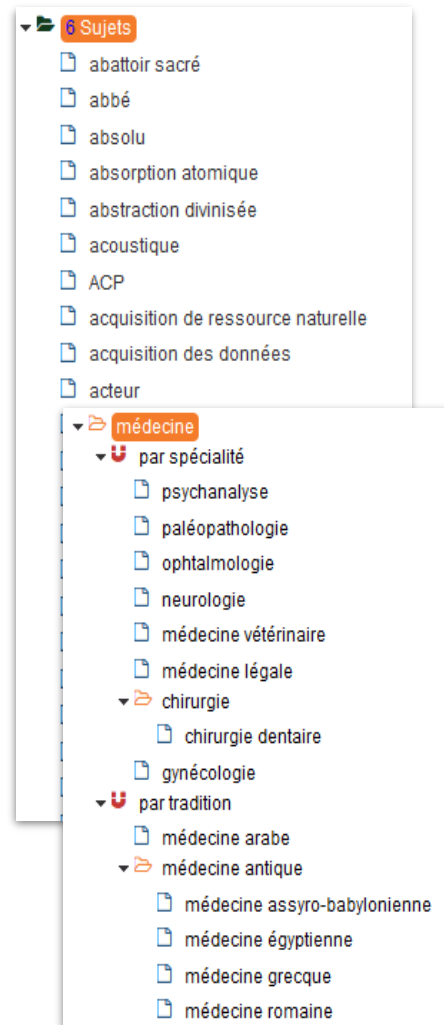 6 Sujets
abattoir sacré
abbé
absolu
absorption atomique
abstraction divinisée
acoustique
ACP
acquisition de ressource naturelle
acquisition des données
acteur
médecine
par spécialité
psychanalyse
paléopathologie
ophtalmologie
neurologie
médecine vétérinaire
médecine légale
chirurgie
chirurgie dentaire
gynécologie
par tradition
médecine arabe
médecine antique
médecine assyro-babylonienne
médecine égyptienne
médecine grecque
médecine romaine